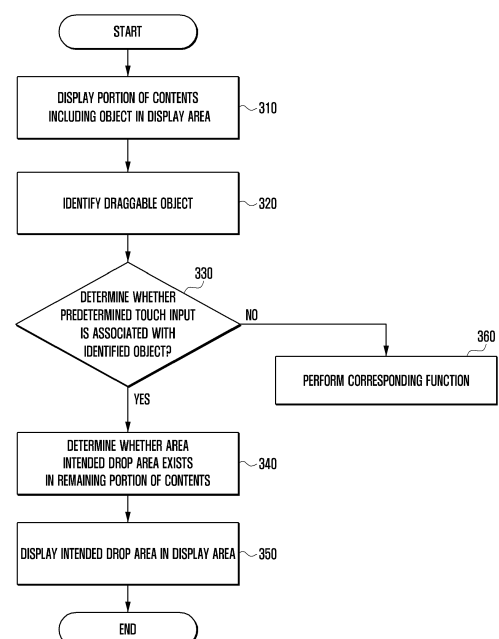 START
DISPLAY PORTION OF CONTENTS
INCLUDING OBJECT IN DISPLAY AREA
310
IDENTIFY DRAGGABLE OBJECT
320
330
DETERMINE WHETHER
PREDETERMINED TOUCH INPUT
IS ASSOCIATED WITH
IDENTIFIED OBJECT?
NO
360
PERFORM CORRESPONDING FUNCTION
YES
DETERMINE WHETHER AREA
INTENDED DROP AREA EXISTS
IN REMAINING PORTION OF CONTENTS
340
DISPLAY INTENDED DROP AREA IN DISPLAY AREA
350
END